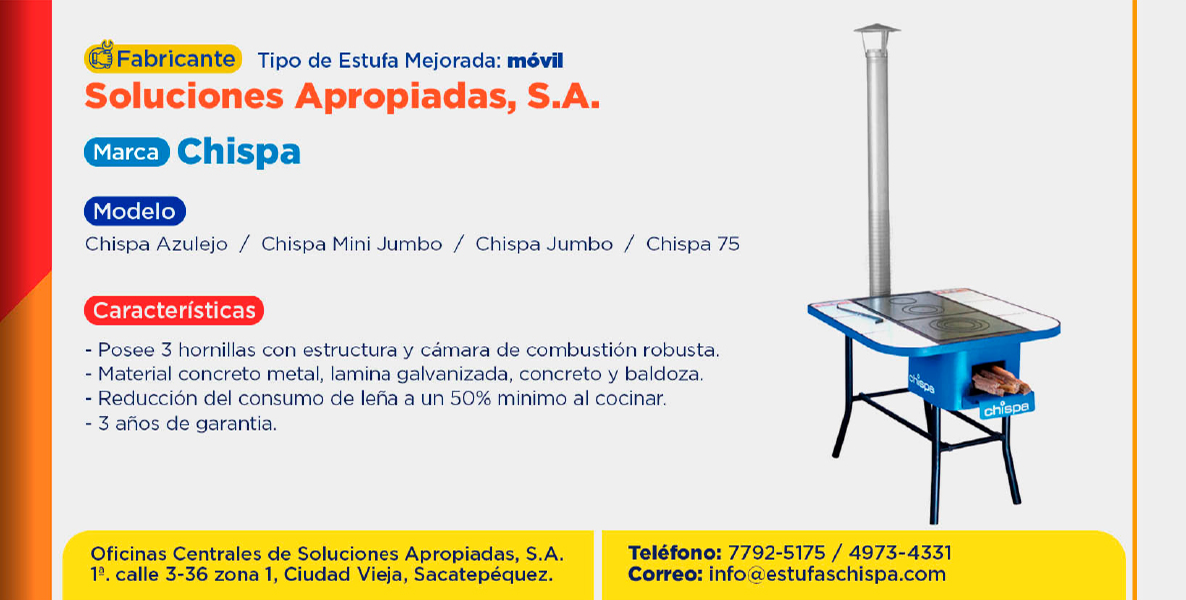 Fabricante Tipo de Estufa Mejorada: móvil
Soluciones Apropiadas, S.A.
Marca Chispa
Modelo
Chispa Azulejo / Chispa Mini Jumbo / Chispa Jumbo / Chispa 75
Características
- Posee 3 hornillas con estructura y cámara de combustión robusta.
- Material concreto metal, lamina galvanizada, concreto y baldoza.
- Reducción del consumo de leña a un 50% minimo al cocinar.
- 3 años de garantia.
chispa
chispa
Oficinas Centrales de Soluciones Apropiadas, S.A.
1ª. calle 3-36 zona 1, Ciudad Vieja, Sacatepéquez.
Teléfono: 7792-5175 / 4973-4331
Correo: info@estufaschispa.com